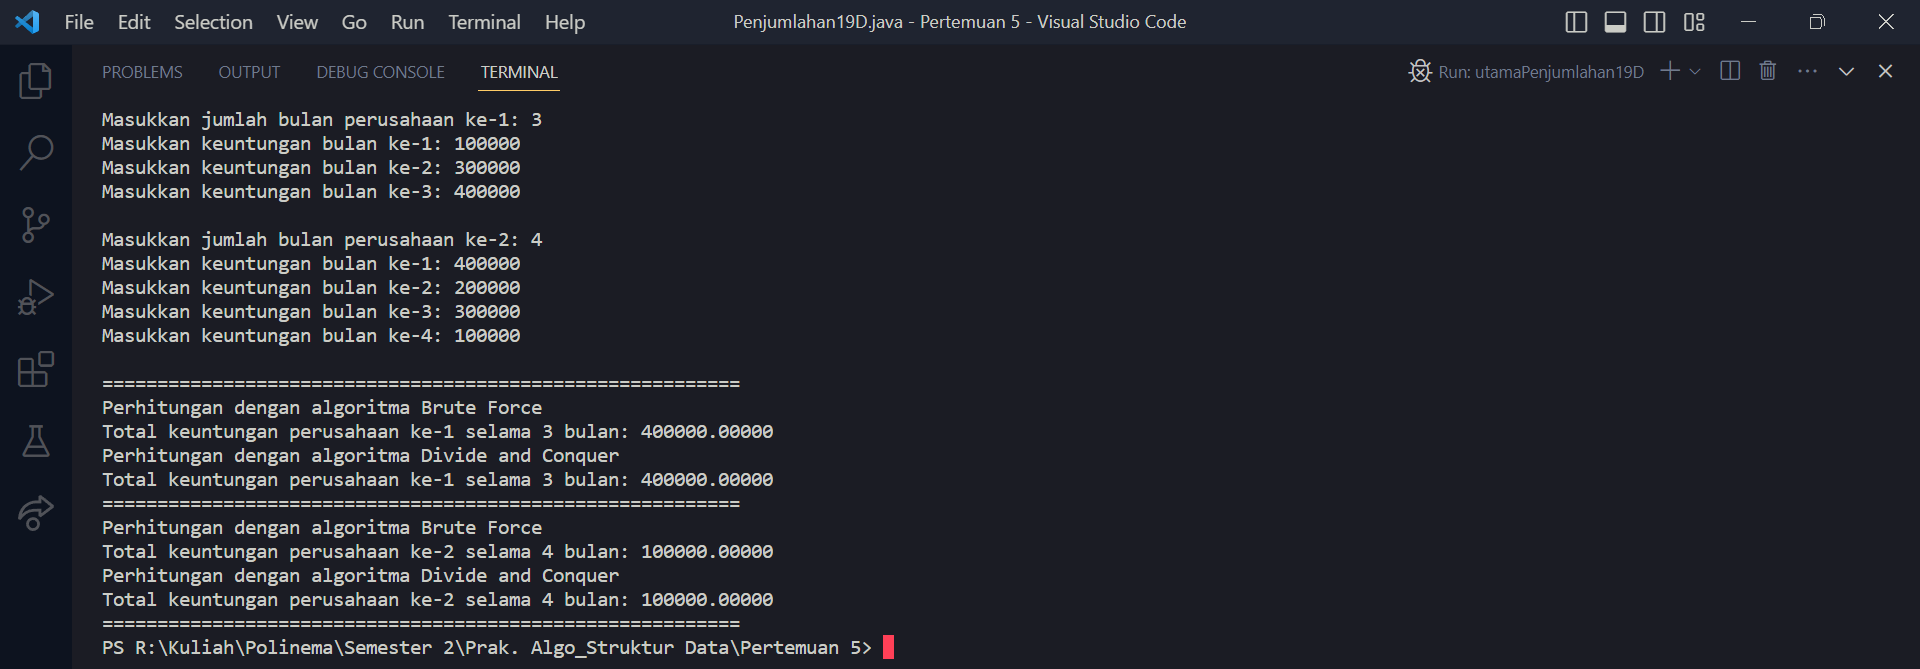 File Edit Selection View Go Run Terminal Help Penjumlahan19D.java - Pertemuan 5 - Visual Studio Code
PROBLEMS OUTPUT DEBUG CONSOLE TERMINAL Run: utamaPenjumlahan19D
Masukkan jumlah bulan perusahaan ke-1: 3
Masukkan keuntungan bulan ke-1: 100000
Masukkan keuntungan bulan ke-2: 300000
Masukkan keuntungan bulan ke-3: 400000
Masukkan jumlah bulan perusahaan ke-2: 4
Masukkan keuntungan bulan ke-1: 400000
Masukkan keuntungan bulan ke-2: 200000
Masukkan keuntungan bulan ke-3: 300000
Masukkan keuntungan bulan ke-4: 100000
==========================================================
Perhitungan dengan algoritma Brute Force
Total keuntungan perusahaan ke-1 selama 3 bulan: 400000.00000
Perhitungan dengan algoritma Divide and Conquer
Total keuntungan perusahaan ke-1 selama 3 bulan: 400000.00000
==========================================================
Perhitungan dengan algoritma Brute Force
Total keuntungan perusahaan ke-2 selama 4 bulan: 100000.00000
Perhitungan dengan algoritma Divide and Conquer
Total keuntungan perusahaan ke-2 selama 4 bulan: 100000.00000
==========================================================
PS R:\Kuliah\Polinema\Semester 2\Prak. Algo_Struktur Data\Pertemuan 5>